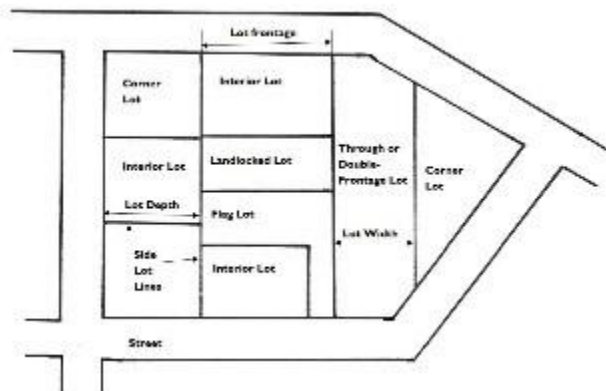 Lot frontage
Corner
Lot
Interior Lot
Interior Lot
Landlocked Lot
Through or
Double-
Frontage Lot
Corner
Lot
Lot Depth
Flag Lot
Lot Width
Side
Lot
Lines
Interior Lot
Street